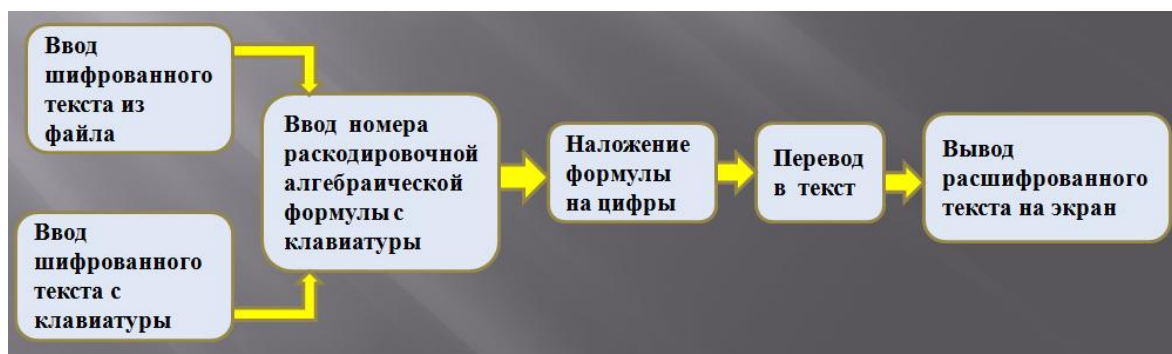 Ввод
шифрованного
текста из
файла
Ввод
шифрованного
текста с
клавиатуры
Ввод номера
раскодировочной
алгебраической
формулы с
клавиатуры
Наложение
формулы
на цифры
Перевод
в текст
Вывод
расшифрованного
текста на экран